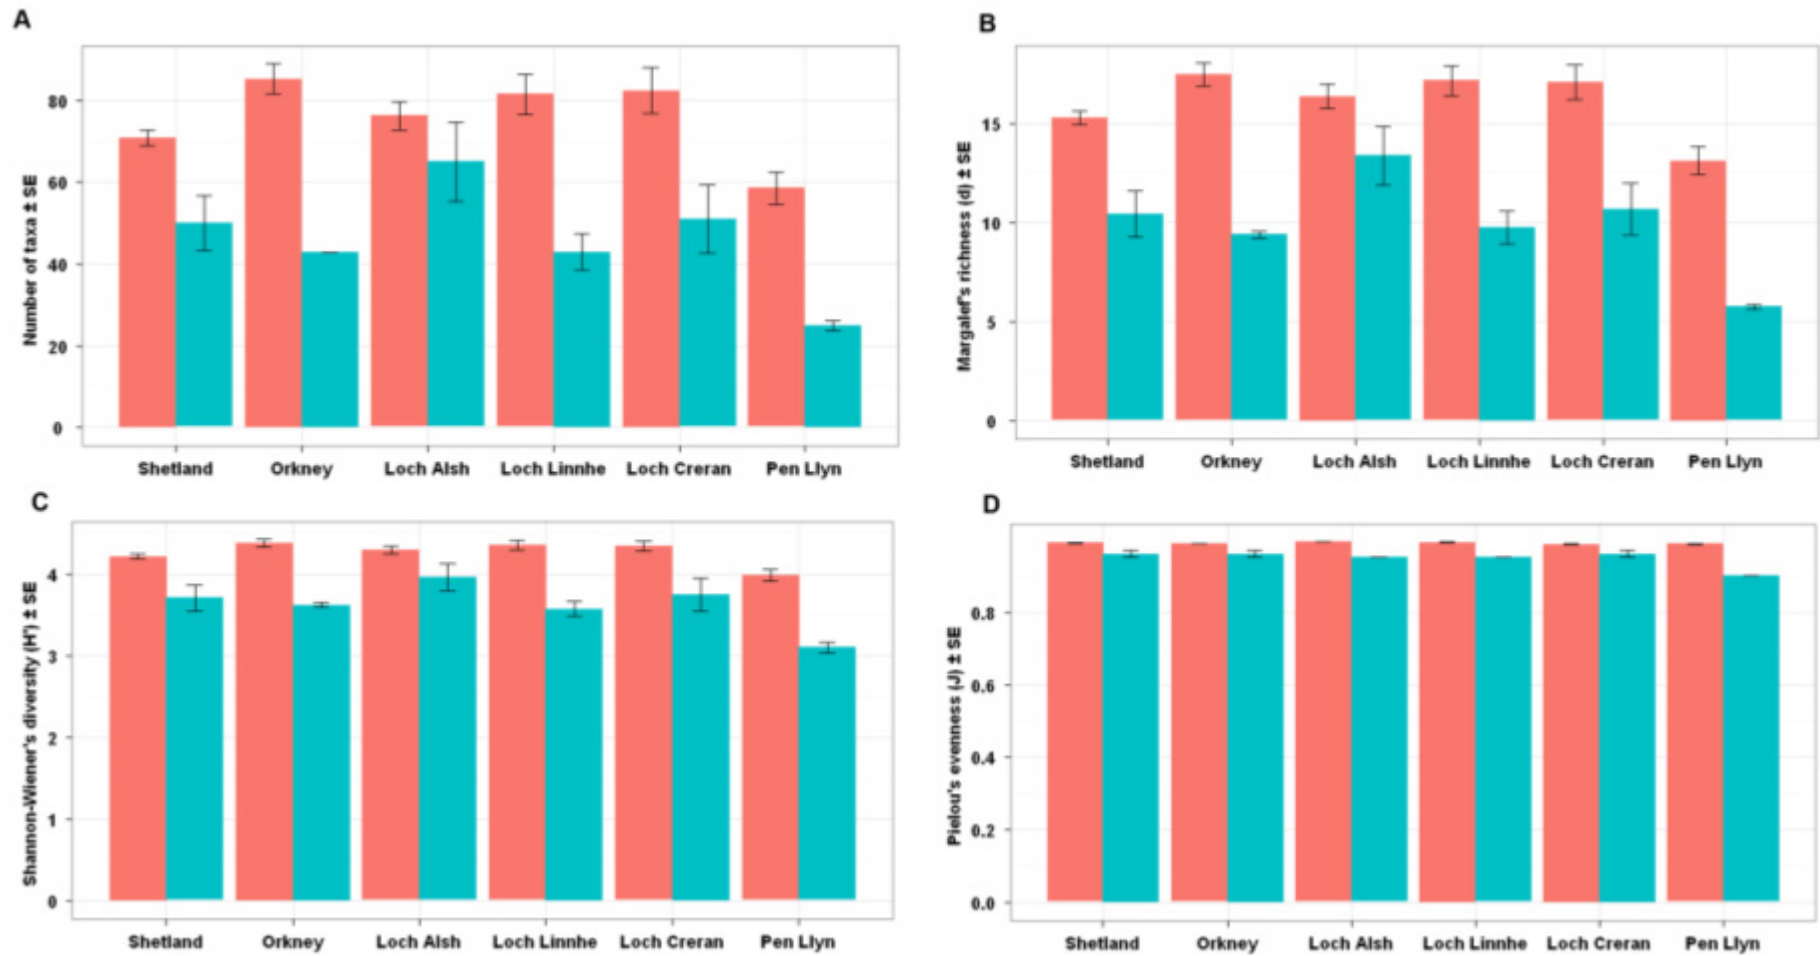 A
Number of taxa ± SE
80
60
40
20
0
Shetland Orkney Loch Alsh Loch Linnhe Loch Creran Pen Llyn
B
Margalef's richness (d) ± SE
15
10
5
0
Shetland Orkney Loch Alsh Loch Linnhe Loch Creran Pen Llyn
C
Shannon-Wiener's diversity (H') ± SE
4
3
2
1
0
Shetland Orkney Loch Alsh Loch Linnhe Loch Creran Pen Llyn
D
Pielou's evenness (J) ± SE
0.8
0.6
0.4
0.2
0.0
Shetland Orkney Loch Alsh Loch Linnhe Loch Creran Pen Llyn